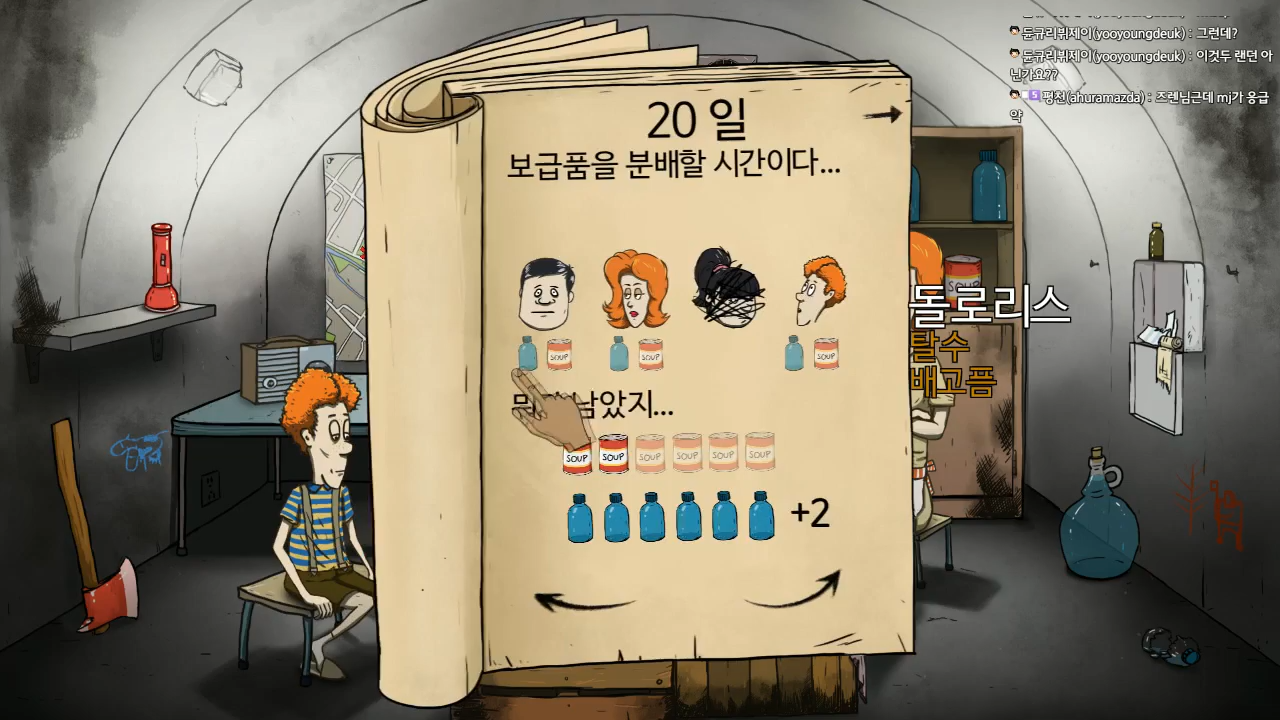 둔큐리뷔제이(yooyoungdeuk) : 그런데?
둔큐리뷔제이(yooyoungdeuk) : 이것두 랜던 아
닌가요??
5 평천(ahuramazda) : 즈렌님근데 mj가 응급
약
20 일
보급품을 분배할 시간이다...
돌로리스
탈수
배고픔
SOUP
SOUP SOUP SOUP
남았지...
SOUP SOUP SOUP SOUP SOUP SOUP
+2